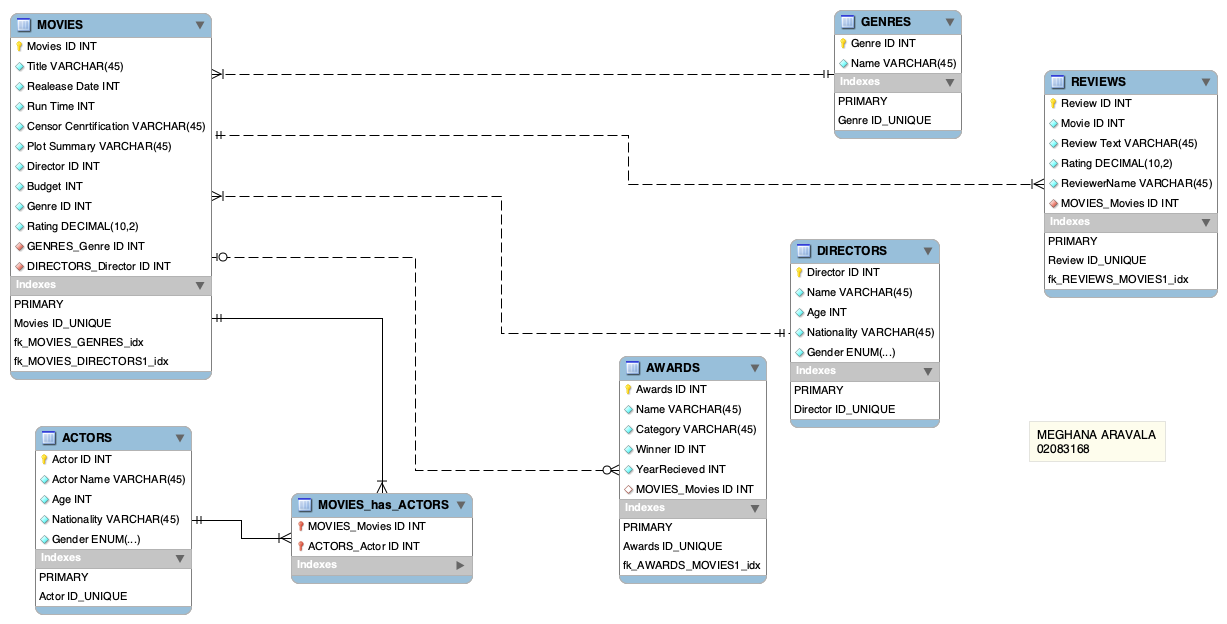 MOVIES
Movies ID INT
Title VARCHAR(45)
Realease Date INT
Run Time INT
Censor Cenrtification VARCHAR(45)
Plot Summary VARCHAR(45)
Director ID INT
Budget INT
Genre ID INT
Rating DECIMAL(10,2)
GENRES_Genre ID INT
DIRECTORS_Director ID INT
Indexes
PRIMARY
Movies ID_UNIQUE
fk_MOVIES_GENRES_idx
fk_MOVIES_DIRECTORS1_idx
GENRES
Genre ID INT
Name VARCHAR(45)
Indexes
PRIMARY
Genre ID_UNIQUE
REVIEWS
Review ID INT
Movie ID INT
Review Text VARCHAR(45)
Rating DECIMAL(10,2)
ReviewerName VARCHAR(45)
MOVIES_Movies ID INT
Indexes
PRIMARY
Review ID_UNIQUE
fk_REVIEWS_MOVIES1_idx
DIRECTORS
Director ID INT
Name VARCHAR(45)
Age INT
Nationality VARCHAR(45)
Gender ENUM(...)
Indexes
PRIMARY
Director ID_UNIQUE
AWARDS
Awards ID INT
Name VARCHAR(45)
Category VARCHAR(45)
Winner ID INT
YearRecieved INT
MOVIES_Movies ID INT
Indexes
PRIMARY
Awards ID_UNIQUE
fk_AWARDS_MOVIES1_idx
MEGHANA ARAVALA
02083168
ACTORS
Actor ID INT
Actor Name VARCHAR(45)
Age INT
Nationality VARCHAR(45)
Gender ENUM(...)
Indexes
PRIMARY
Actor ID_UNIQUE
MOVIES_has_ACTORS
MOVIES_Movies ID INT
ACTORS_Actor ID INT
Indexes